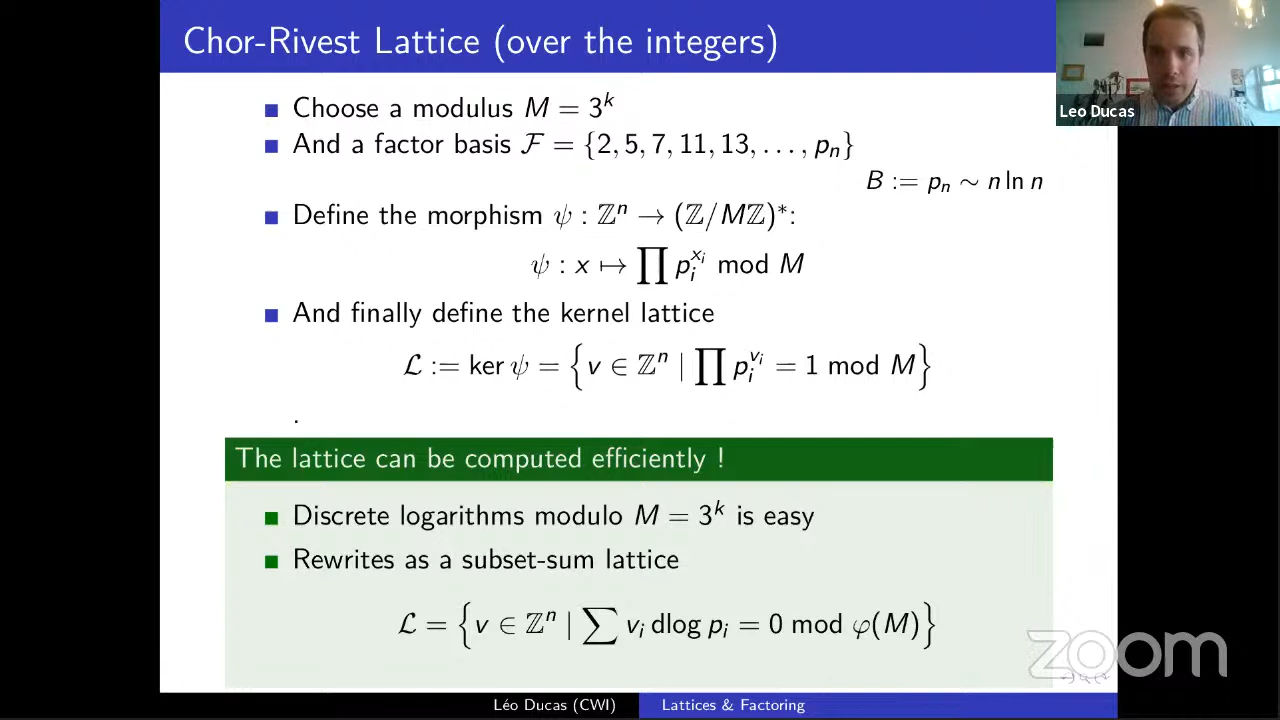 Chor-Rivest Lattice (over the integers)
Leo Ducas
Choose a modulus M = 3^k
And a factor basis ℱ = {2, 5, 7, 11, 13, . . . , p_n}
B := p_n ∼ n ln n
Define the morphism ψ : ℤ^n → (ℤ/Mℤ)*:
ψ : x ↦ ∏ p_i^{x_i} mod M
And finally define the kernel lattice
ℒ := ker ψ = {v ∈ ℤ^n | ∏ p_i^{v_i} = 1 mod M}
.
The lattice can be computed efficiently !
Discrete logarithms modulo M = 3^k is easy
Rewrites as a subset-sum lattice
ℒ = {v ∈ ℤ^n | ∑ v_i dlog p_i = 0 mod φ(M)}
zoom
Léo Ducas (CWI)
Lattices & Factoring